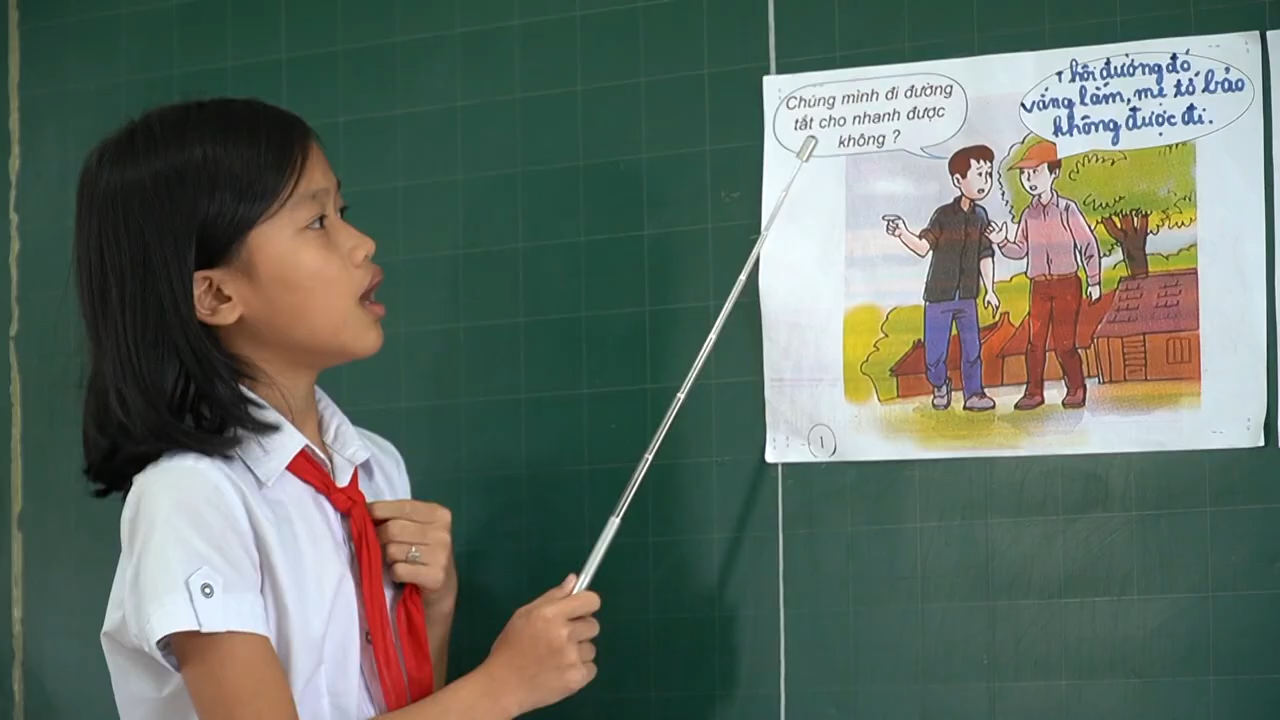 Chúng mình đi đường
tắt cho nhanh được
không ?
Thôi đường đó
vắng lắm, mẹ tớ bảo
không được đi.
1